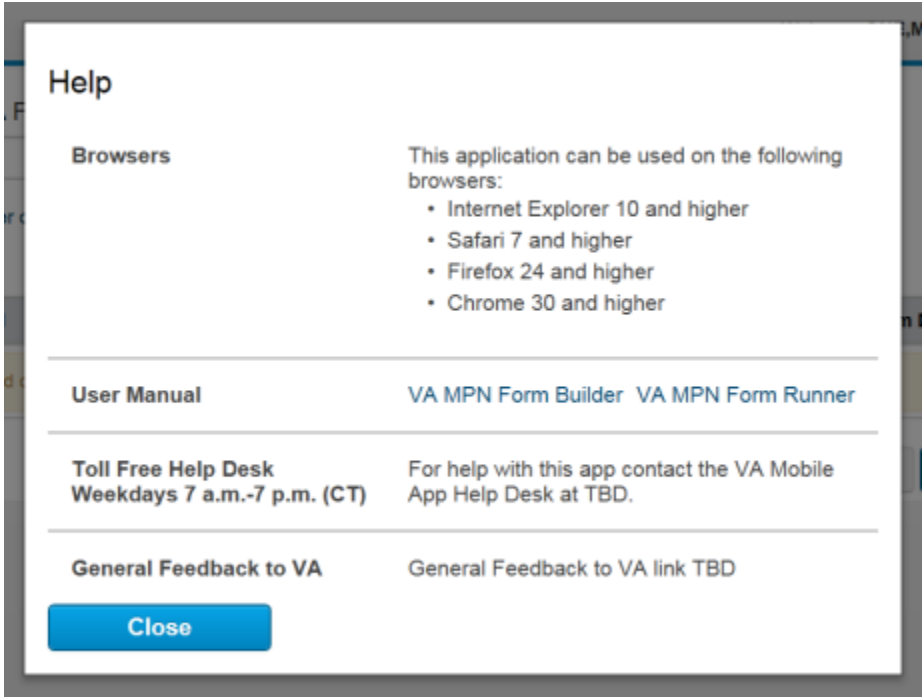 Help
Browsers
This application can be used on the following
browsers:
• Internet Explorer 10 and higher
• Safari 7 and higher
• Firefox 24 and higher
• Chrome 30 and higher
User Manual
VA MPN Form Builder VA MPN Form Runner
Toll Free Help Desk
Weekdays 7 a.m.-7 p.m. (CT)
For help with this app contact the VA Mobile
App Help Desk at TBD.
General Feedback to VA
General Feedback to VA link TBD
Close